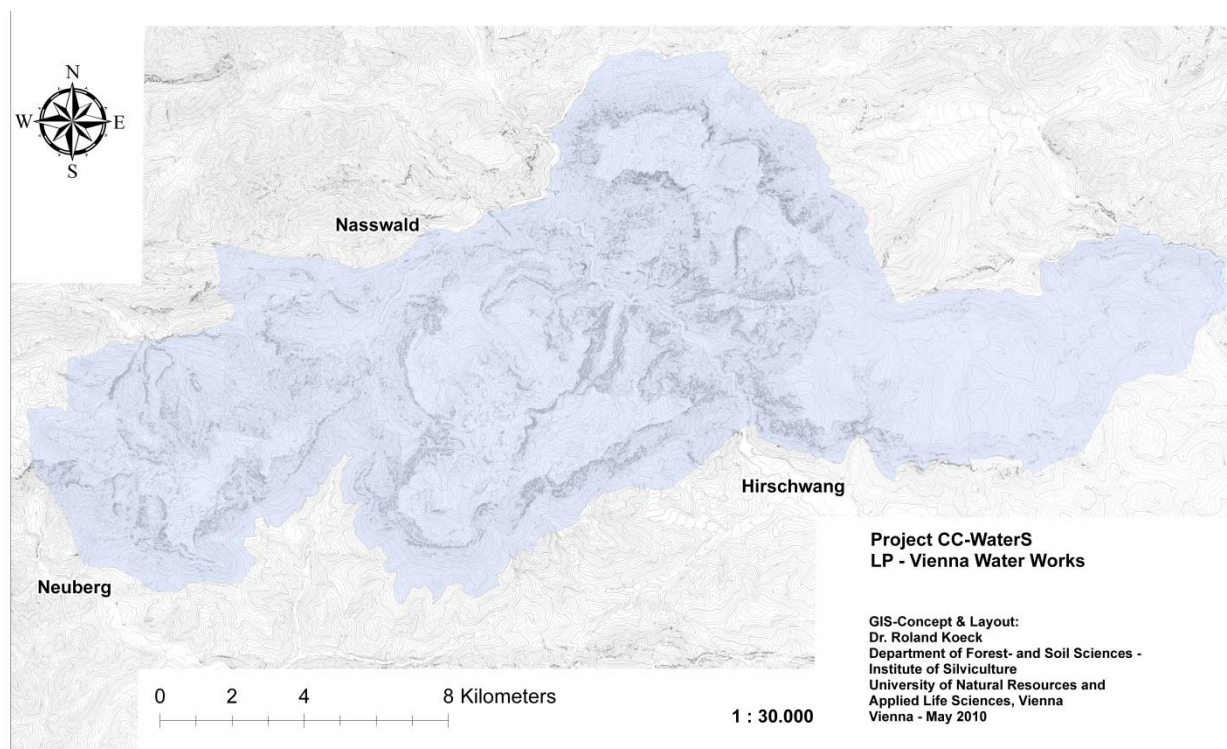 N
W E
S
Nasswald
Hirschwang
Neuberg
Project CC-WaterS
LP - Vienna Water Works
GIS-Concept & Layout:
Dr. Roland Koeck
Department of Forest- and Soil Sciences -
Institute of Silviculture
University of Natural Resources and
Applied Life Sciences, Vienna
Vienna - May 2010
0 2 4 8 Kilometers
1 : 30.000